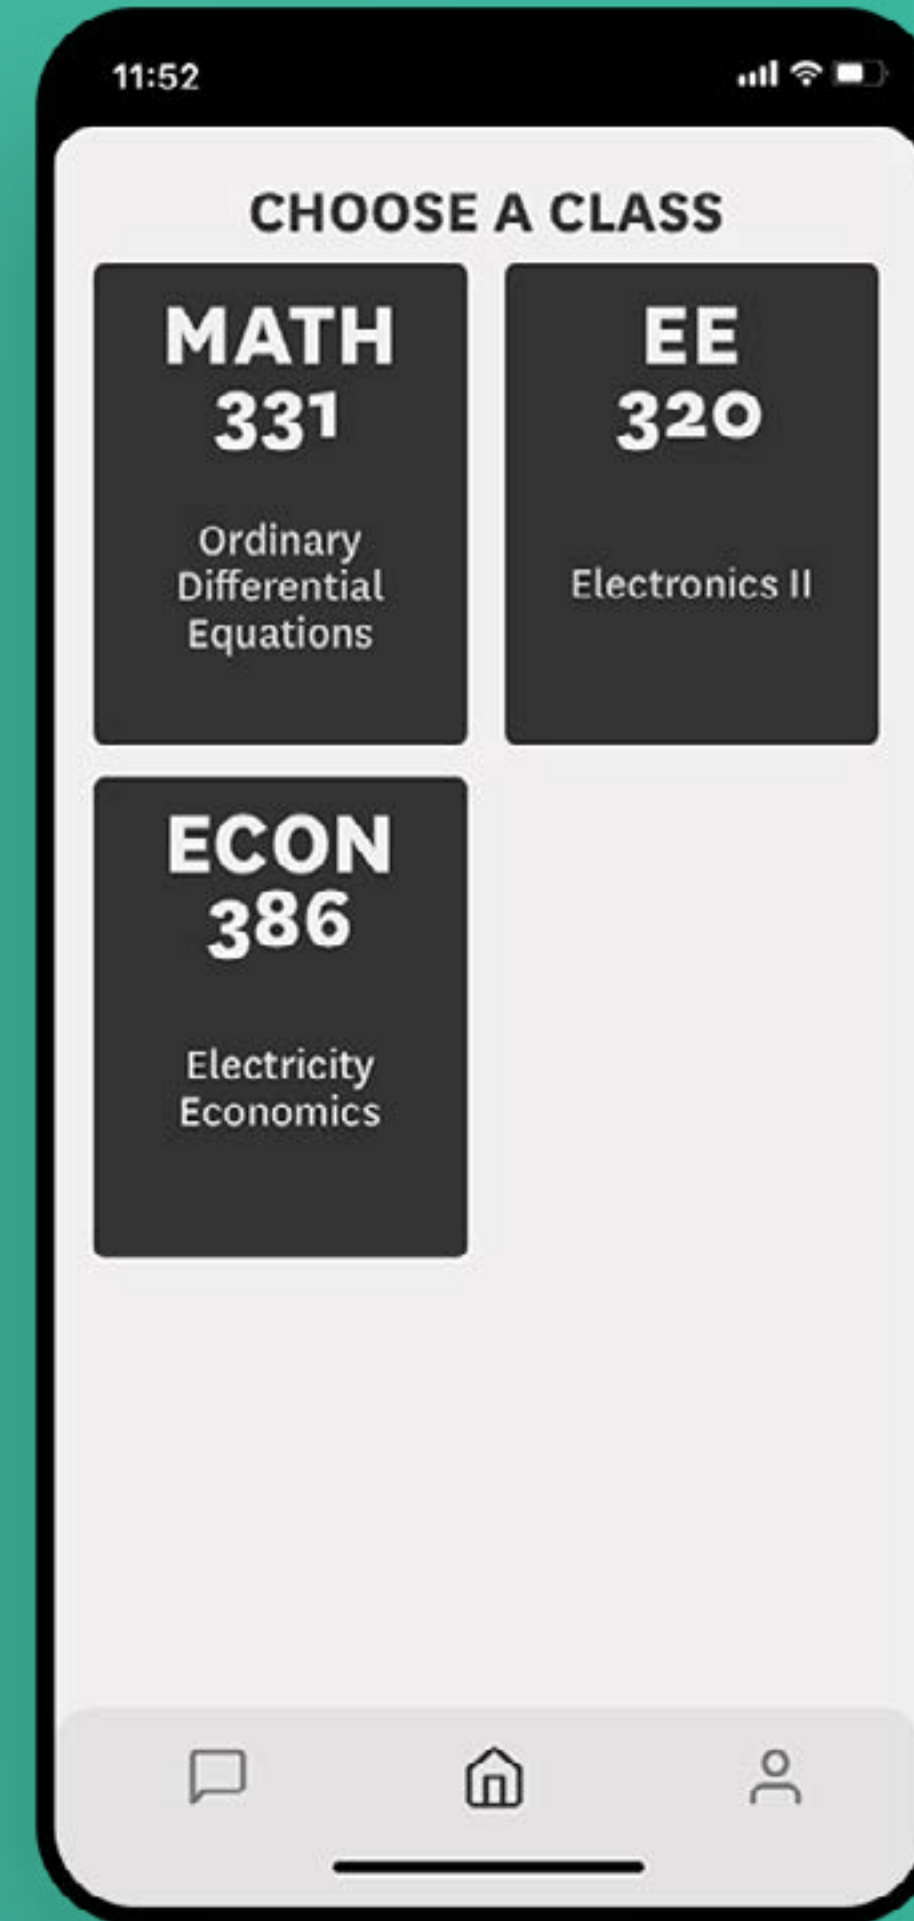 11:52
CHOOSE A CLASS
MATH
331
Ordinary
Differential
Equations
EE
320
Electronics II
ECON
386
Electricity
Economics